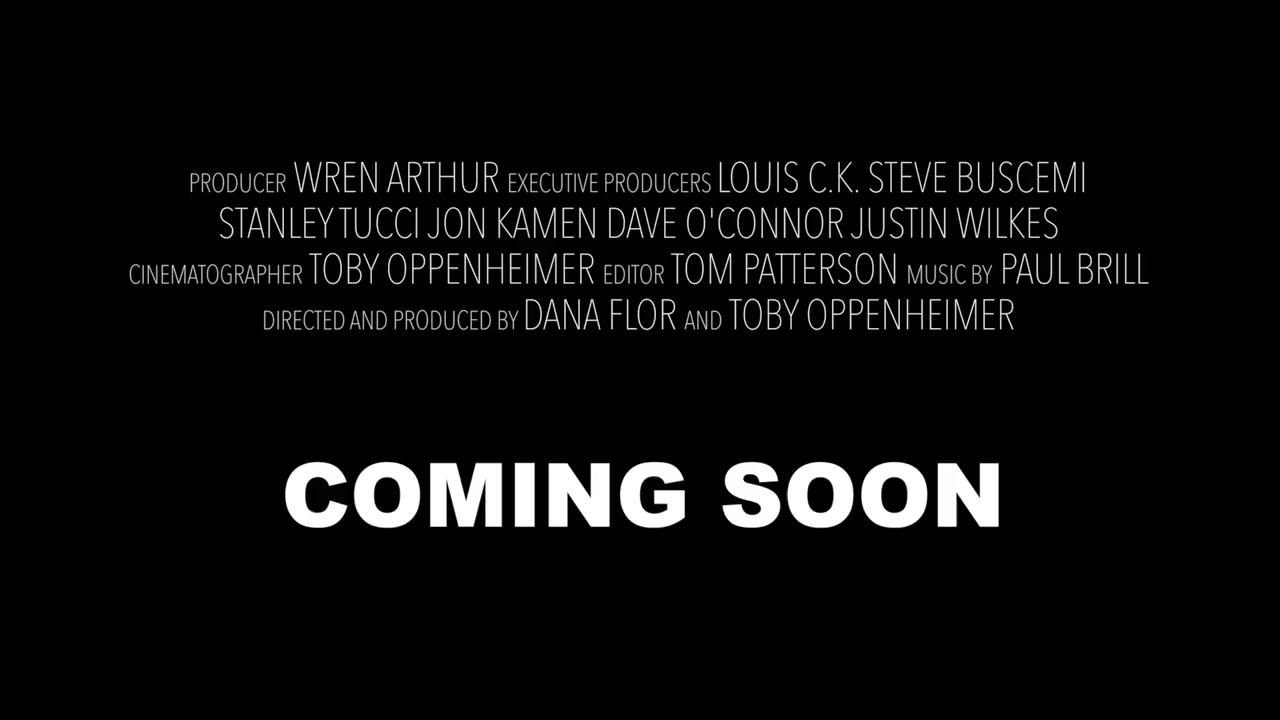 PRODUCER WREN ARTHUR EXECUTIVE PRODUCERS LOUIS C.K. STEVE BUSCEMI
STANLEY TUCCI JON KAMEN DAVE O'CONNOR JUSTIN WILKES
CINEMATOGRAPHER TOBY OPPENHEIMER EDITOR TOM PATTERSON MUSIC BY PAUL BRILL
DIRECTED AND PRODUCED BY DANA FLOR AND TOBY OPPENHEIMER
COMING SOON